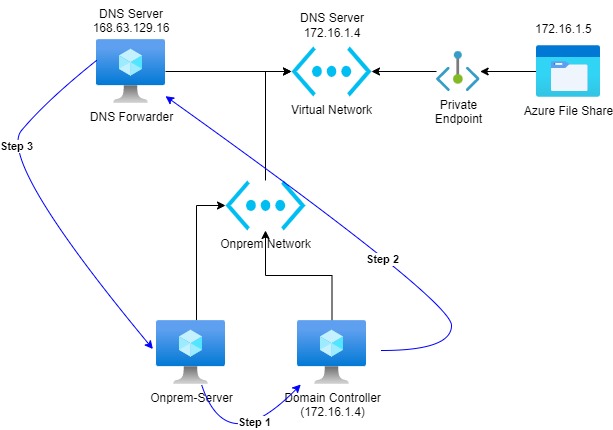 DNS Server
168.63.129.16
DNS Server
172.16.1.4
172.16.1.5
DNS Forwarder
Virtual Network
Private
Endpoint
Azure File Share
Step 3
Onprem Network
Step 2
Onprem-Server
Domain Controller
(172.16.1.4)
Step 1